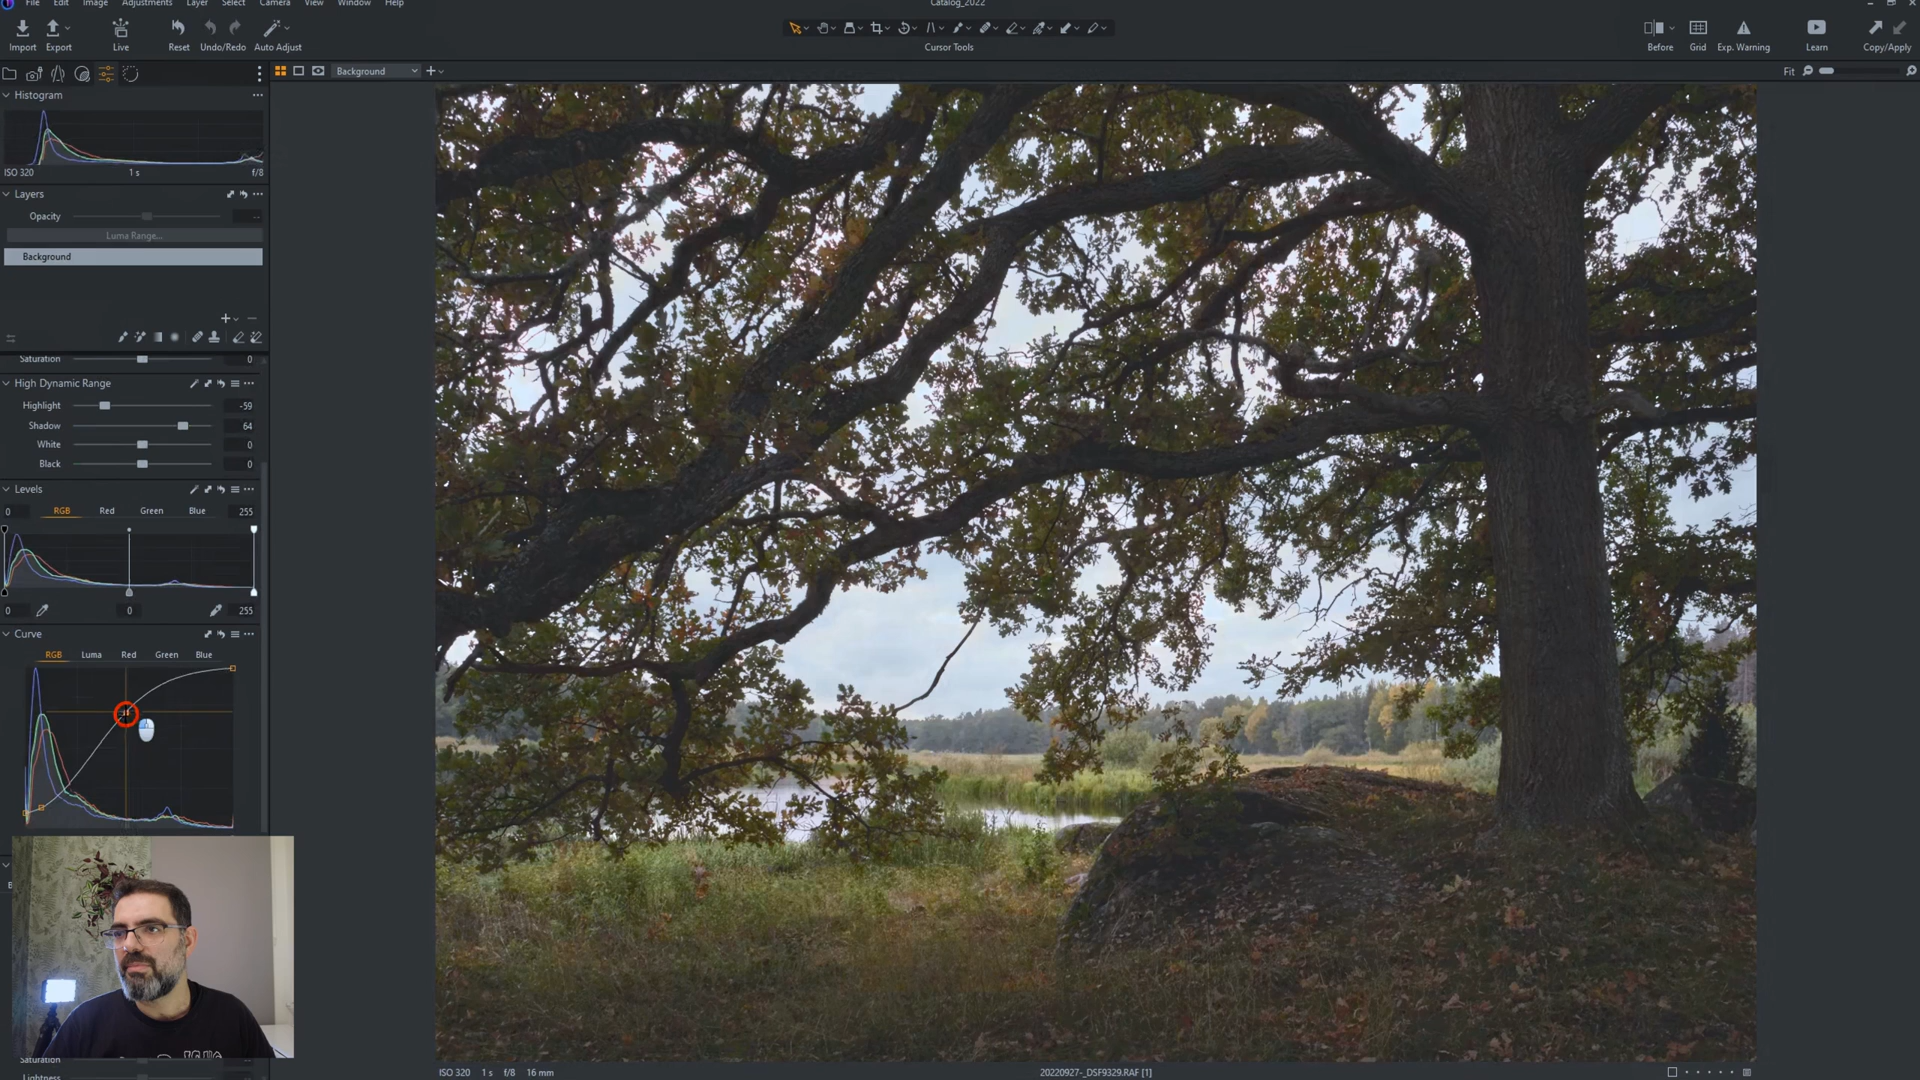 File Edit Image Adjustments Layer Select Camera View Window Help
Catalog_2022
Import Export Live Reset Undo/Redo Auto Adjust
Cursor Tools
Before Grid Exp. Warning Learn Copy/Apply
Background
Fit
Histogram
ISO 320 1 s f/8
Layers
Opacity --
Luma Range...
Background
Saturation 0
High Dynamic Range
Highlight -59
Shadow 64
White 0
Black 0
Levels
0 RGB Red Green Blue 255
0 0 255
Curve
RGB Luma Red Green Blue
Saturation
Lightness
ISO 320 1 s f/8 16 mm
20220927-_DSF9329.RAF [1]